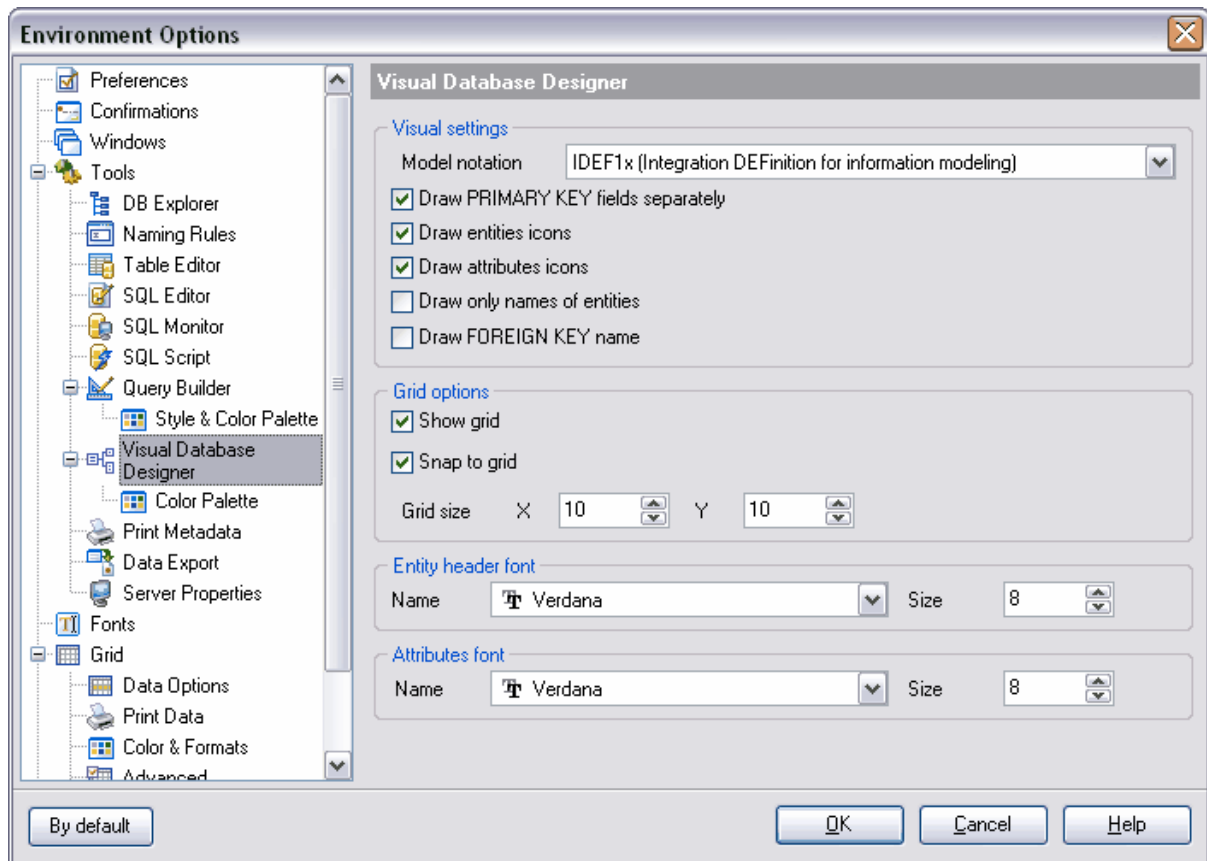 Environment Options
Preferences
Confirmations
Windows
Tools
DB Explorer
Naming Rules
Table Editor
SQL Editor
SQL Monitor
SQL Script
Query Builder
Style & Color Palette
Visual Database
Designer
Color Palette
Print Metadata
Data Export
Server Properties
Fonts
Grid
Data Options
Print Data
Color & Formats
Advanced
Visual Database Designer
Visual settings
Model notation IDEF1x (Integration DEFinition for information modeling)
Draw PRIMARY KEY fields separately
Draw entities icons
Draw attributes icons
Draw only names of entities
Draw FOREIGN KEY name
Grid options
Show grid
Snap to grid
Grid size X 10 Y 10
Entity header font
Name Verdana Size 8
Attributes font
Name Verdana Size 8
By default OK Cancel Help